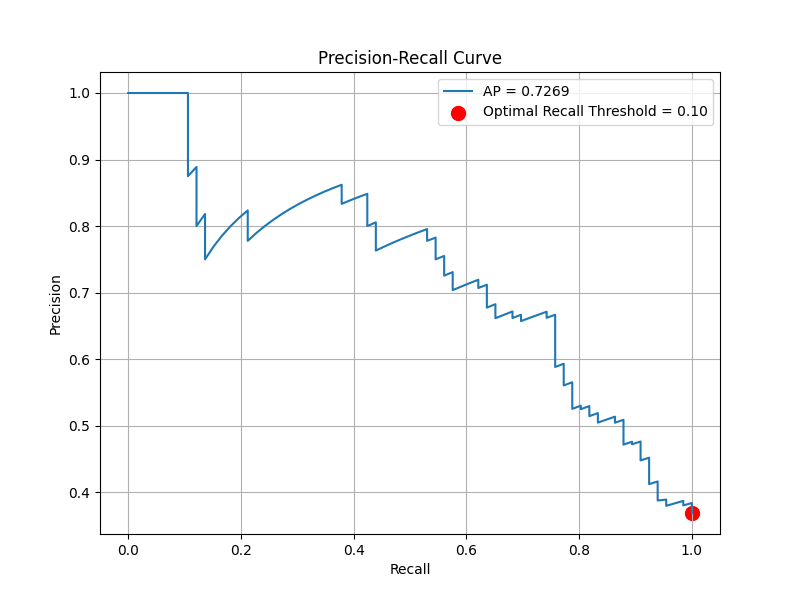 Precision-Recall Curve
AP = 0.7269
Optimal Recall Threshold = 0.10
Precision
1.0
0.9
0.8
0.7
0.6
0.5
0.4
0.0 0.2 0.4 0.6 0.8 1.0
Recall